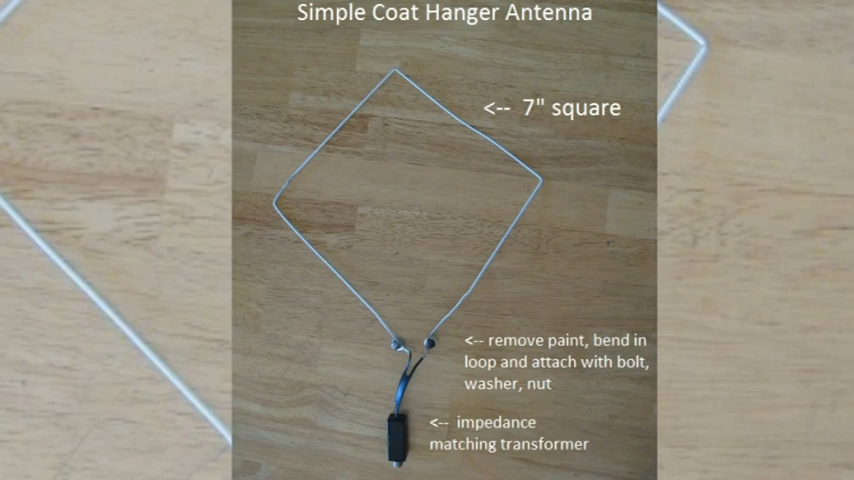 Simple Coat Hanger Antenna
<-- 7" square
<-- remove paint, bend in
loop and attach with bolt,
washer, nut
<-- impedance
matching transformer